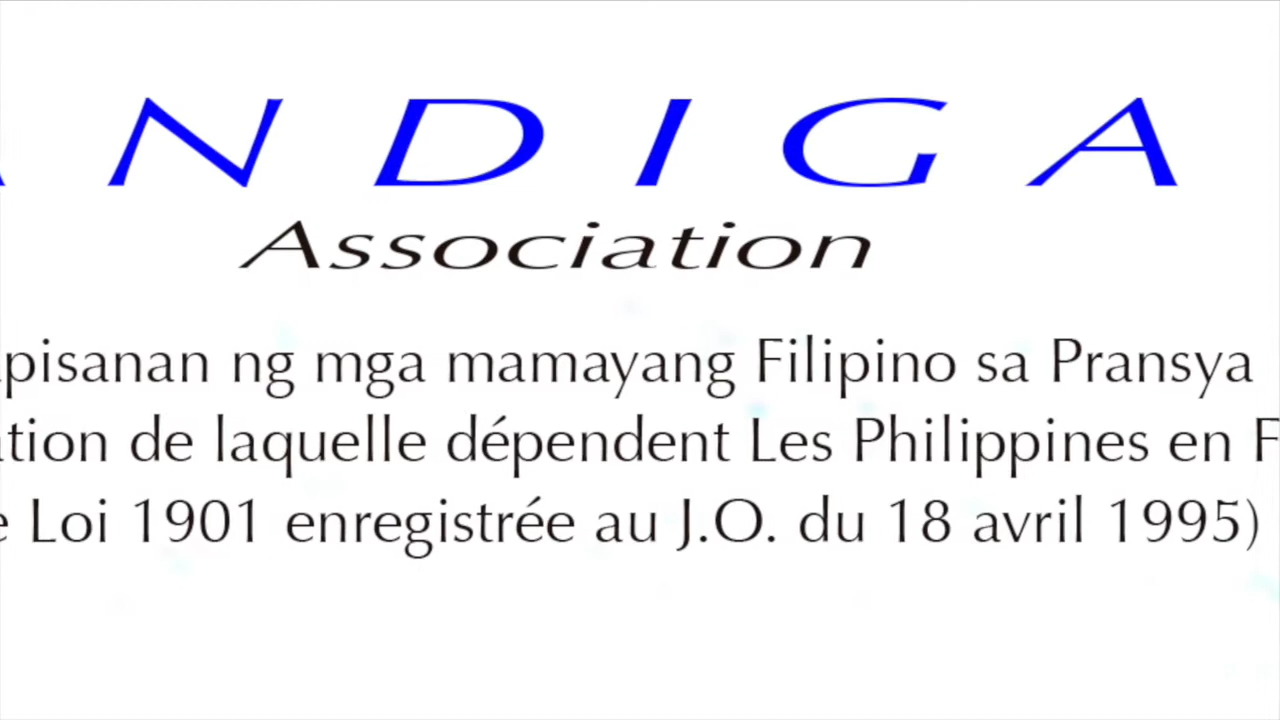 N D I G A
Association
pisanan ng mga mamayang Filipino sa Pransya
tion de laquelle dépendent Les Philippines en F
e Loi 1901 enregistrée au J.O. du 18 avril 1995)